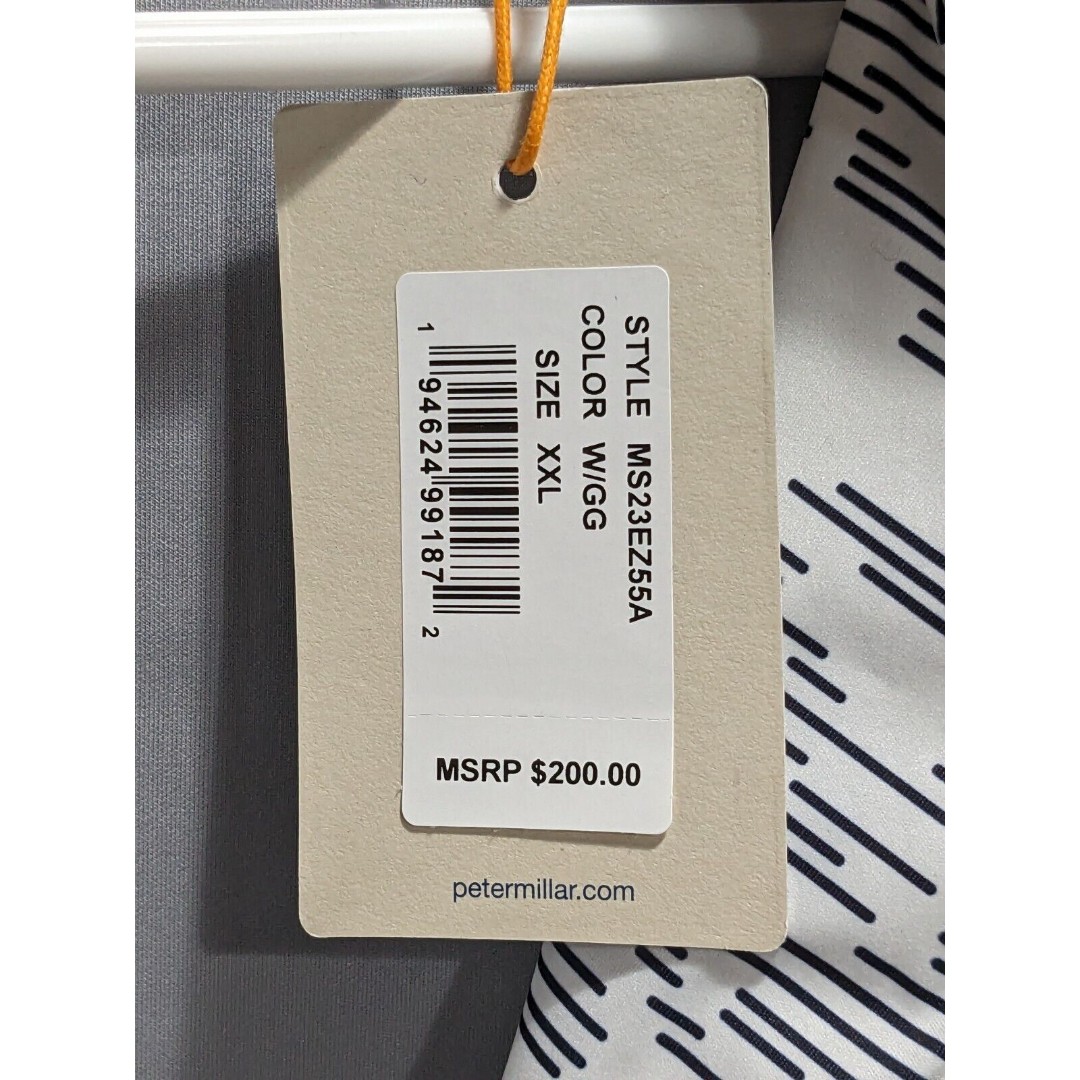 STYLE MS23EZ55A
COLOR W/GG
SIZE XXL
1 94624 99187 2
MSRP $200.00
petermillar.com